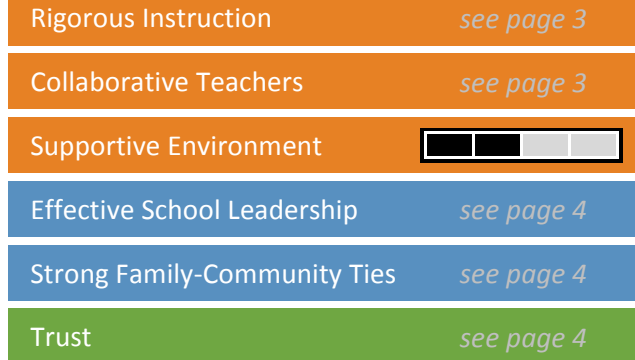 Rigorous Instruction see page 3
Collaborative Teachers see page 3
Supportive Environment
Effective School Leadership see page 4
Strong Family-Community Ties see page 4
Trust see page 4